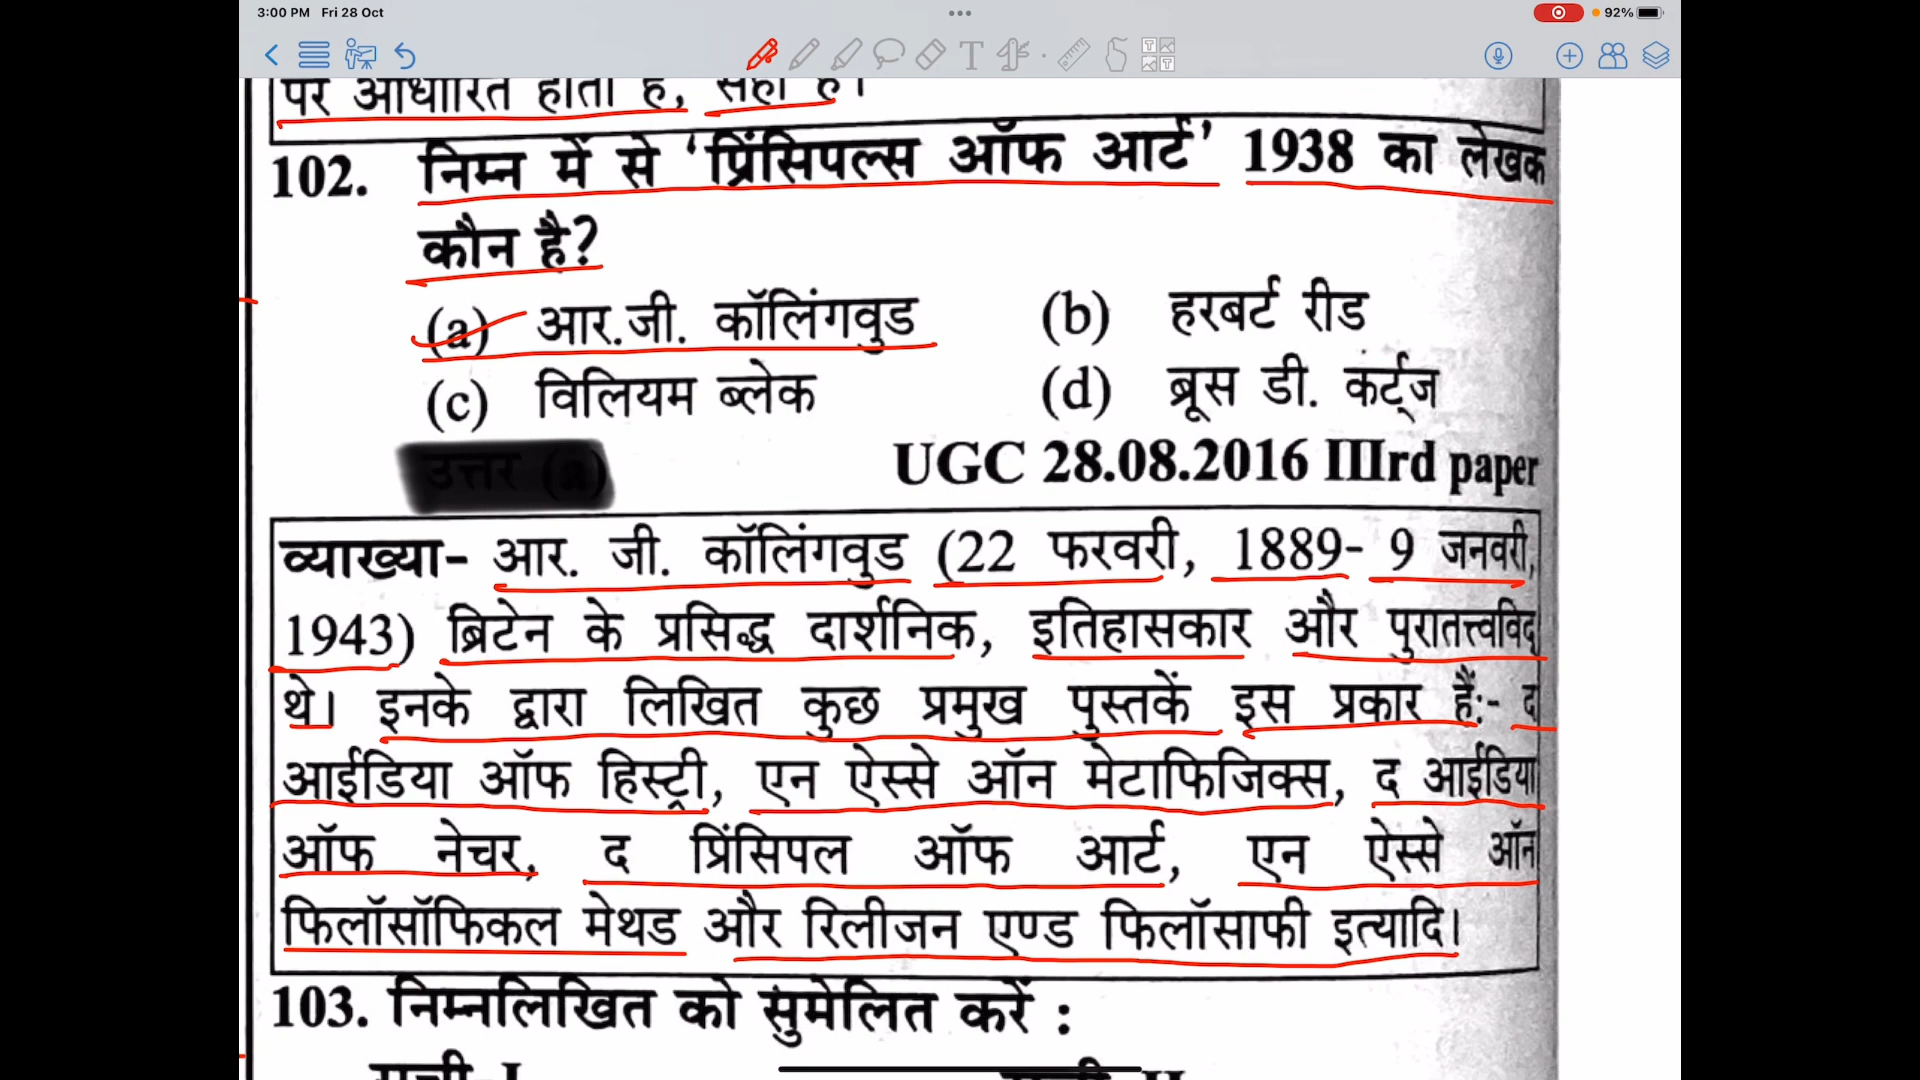 3:00 PM Fri 28 Oct
92%
पर आधारित होता है, सही है।
102. निम्न में से ‘प्रिंसिपल्स ऑफ आर्ट’ 1938 का लेखक
कौन है?
(a) आर.जी. कॉलिंगवुड (b) हरबर्ट रीड
(c) विलियम ब्लेक (d) ब्रूस डी. कर्ट्ज
उत्तर (a) UGC 28.08.2016 IIIrd paper
व्याख्या- आर. जी. कॉलिंगवुड (22 फरवरी, 1889- 9 जनवरी,
1943) ब्रिटेन के प्रसिद्ध दार्शनिक, इतिहासकार और पुरातत्त्वविद
थे। इनके द्वारा लिखित कुछ प्रमुख पुस्तकें इस प्रकार हैं:- द
आईडिया ऑफ हिस्ट्री, एन ऐस्से ऑन मेटाफिजिक्स, द आईडिया
ऑफ नेचर, द प्रिंसिपल ऑफ आर्ट, एन ऐस्से ऑन
फिलॉसॉफिकल मेथड और रिलीजन एण्ड फिलॉसाफी इत्यादि।
103. निम्नलिखित को सुमेलित करें :